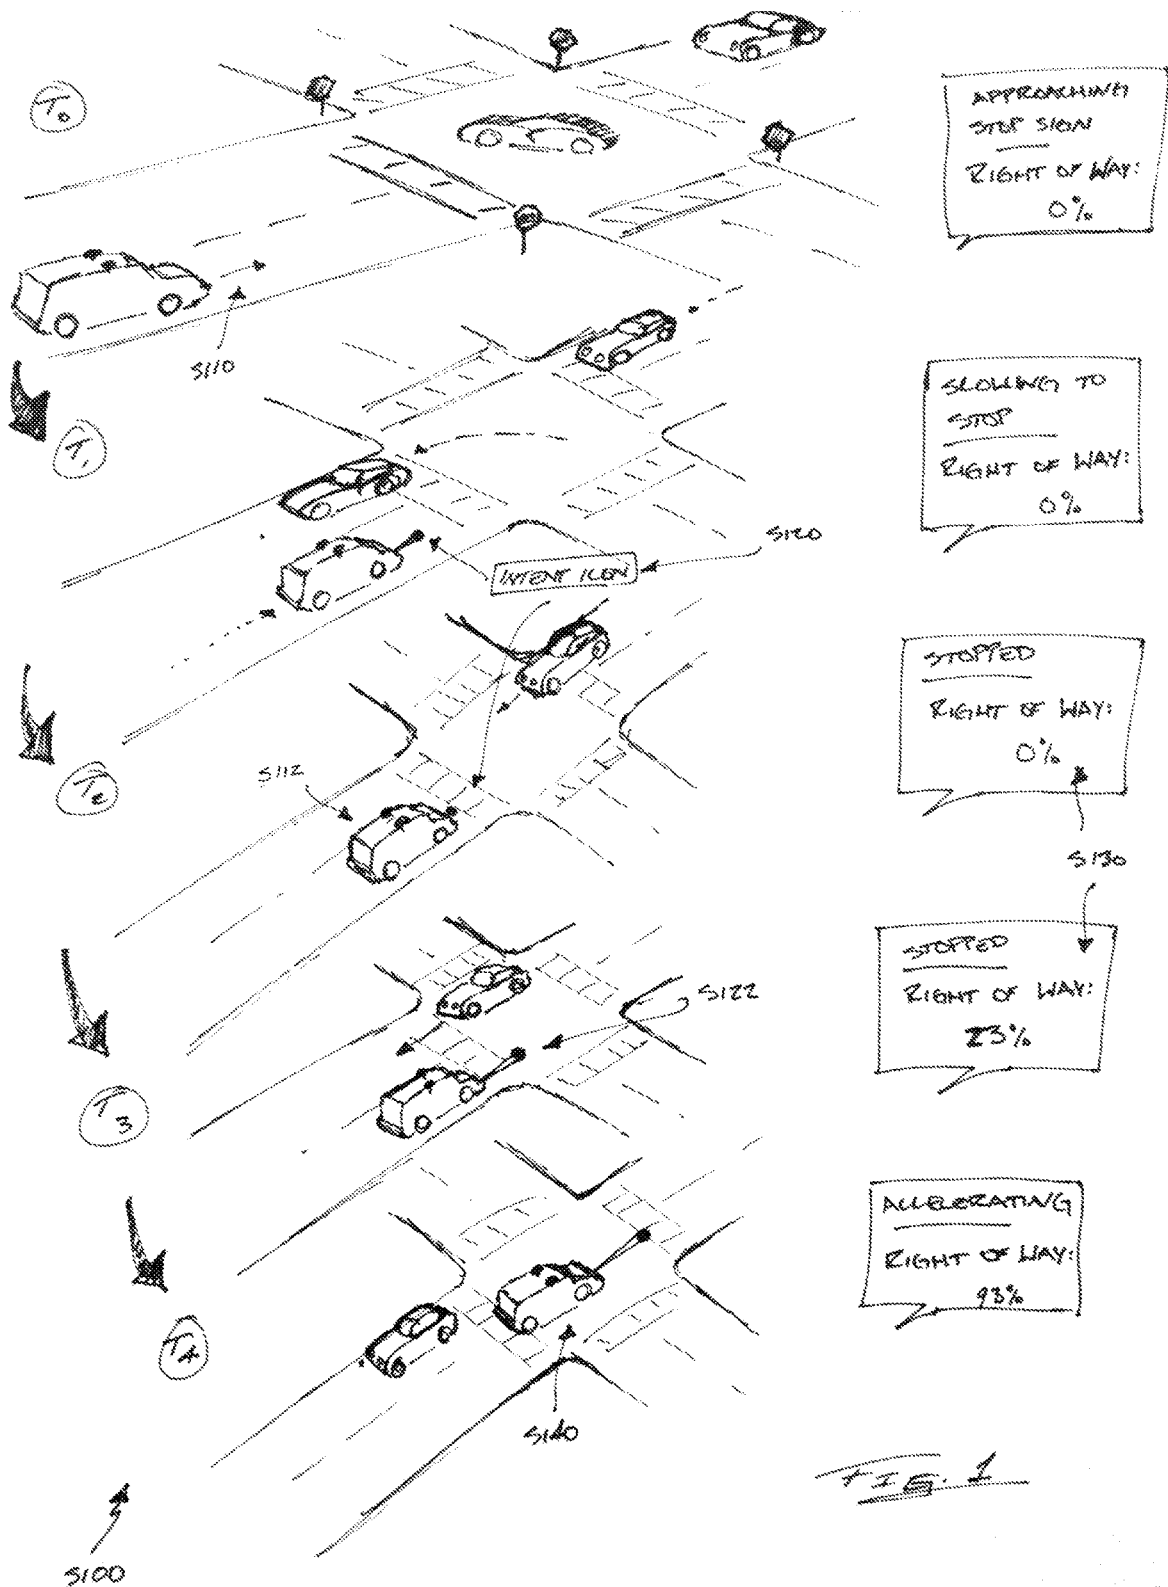 T0
APPROACHING
STOP SIGN
RIGHT OF WAY:
0%
S110
T1
SLOWING TO
STOP
RIGHT OF WAY:
0%
S120
INTENT ICON
T2
S112
STOPPED
RIGHT OF WAY:
0%
S130
T3
S122
STOPPED
RIGHT OF WAY:
23%
T4
ACCELERATING
RIGHT OF WAY:
93%
S140
FIG. 1
S100